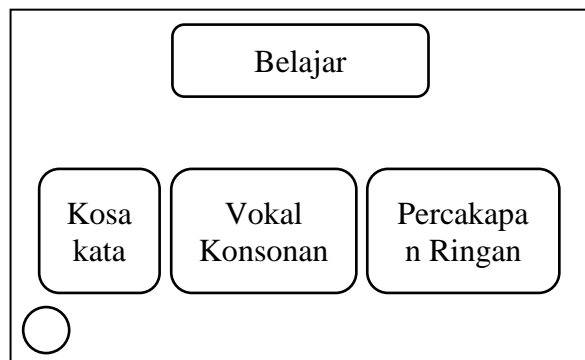 Belajar
Kosa
kata
Vokal
Konsonan
Percakapa
n Ringan